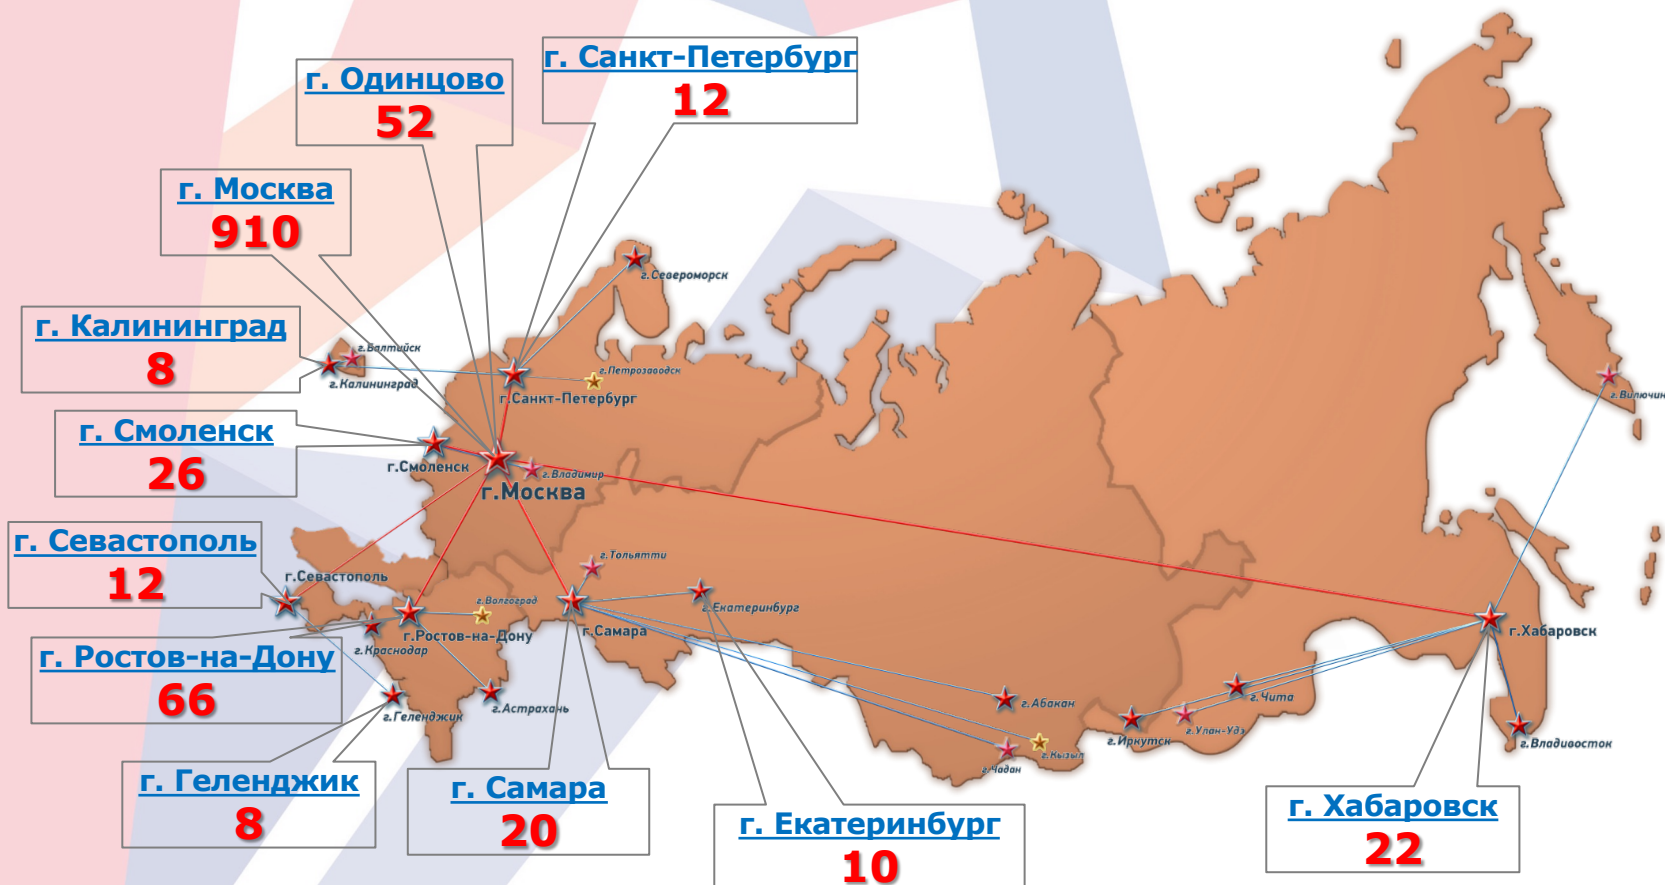 г. Санкт-Петербург
12
г. Одинцово
52
г. Москва
910
г. Калининград
8
г. Смоленск
26
г. Севастополь
12
г. Ростов-на-Дону
66
г. Геленджик
8
г. Самара
20
г. Екатеринбург
10
г. Хабаровск
22
г.Североморск
г.Балтийск
г.Калининград
г.Петрозаводск
г.Санкт-Петербург
г.Смоленск
г.Владимир
г.Москва
г.Вилючин
г.Тольятти
г.Севастополь
г.Волгоград
г.Екатеринбург
г.Ростов-на-Дону
г.Самара
г.Хабаровск
г.Краснодар
г.Геленджик
г.Астрахань
г.Абакан
г.Чита
г.Улан-Удэ
г.Иркутск
г.Кызыл
г.Чадан
г.Владивосток